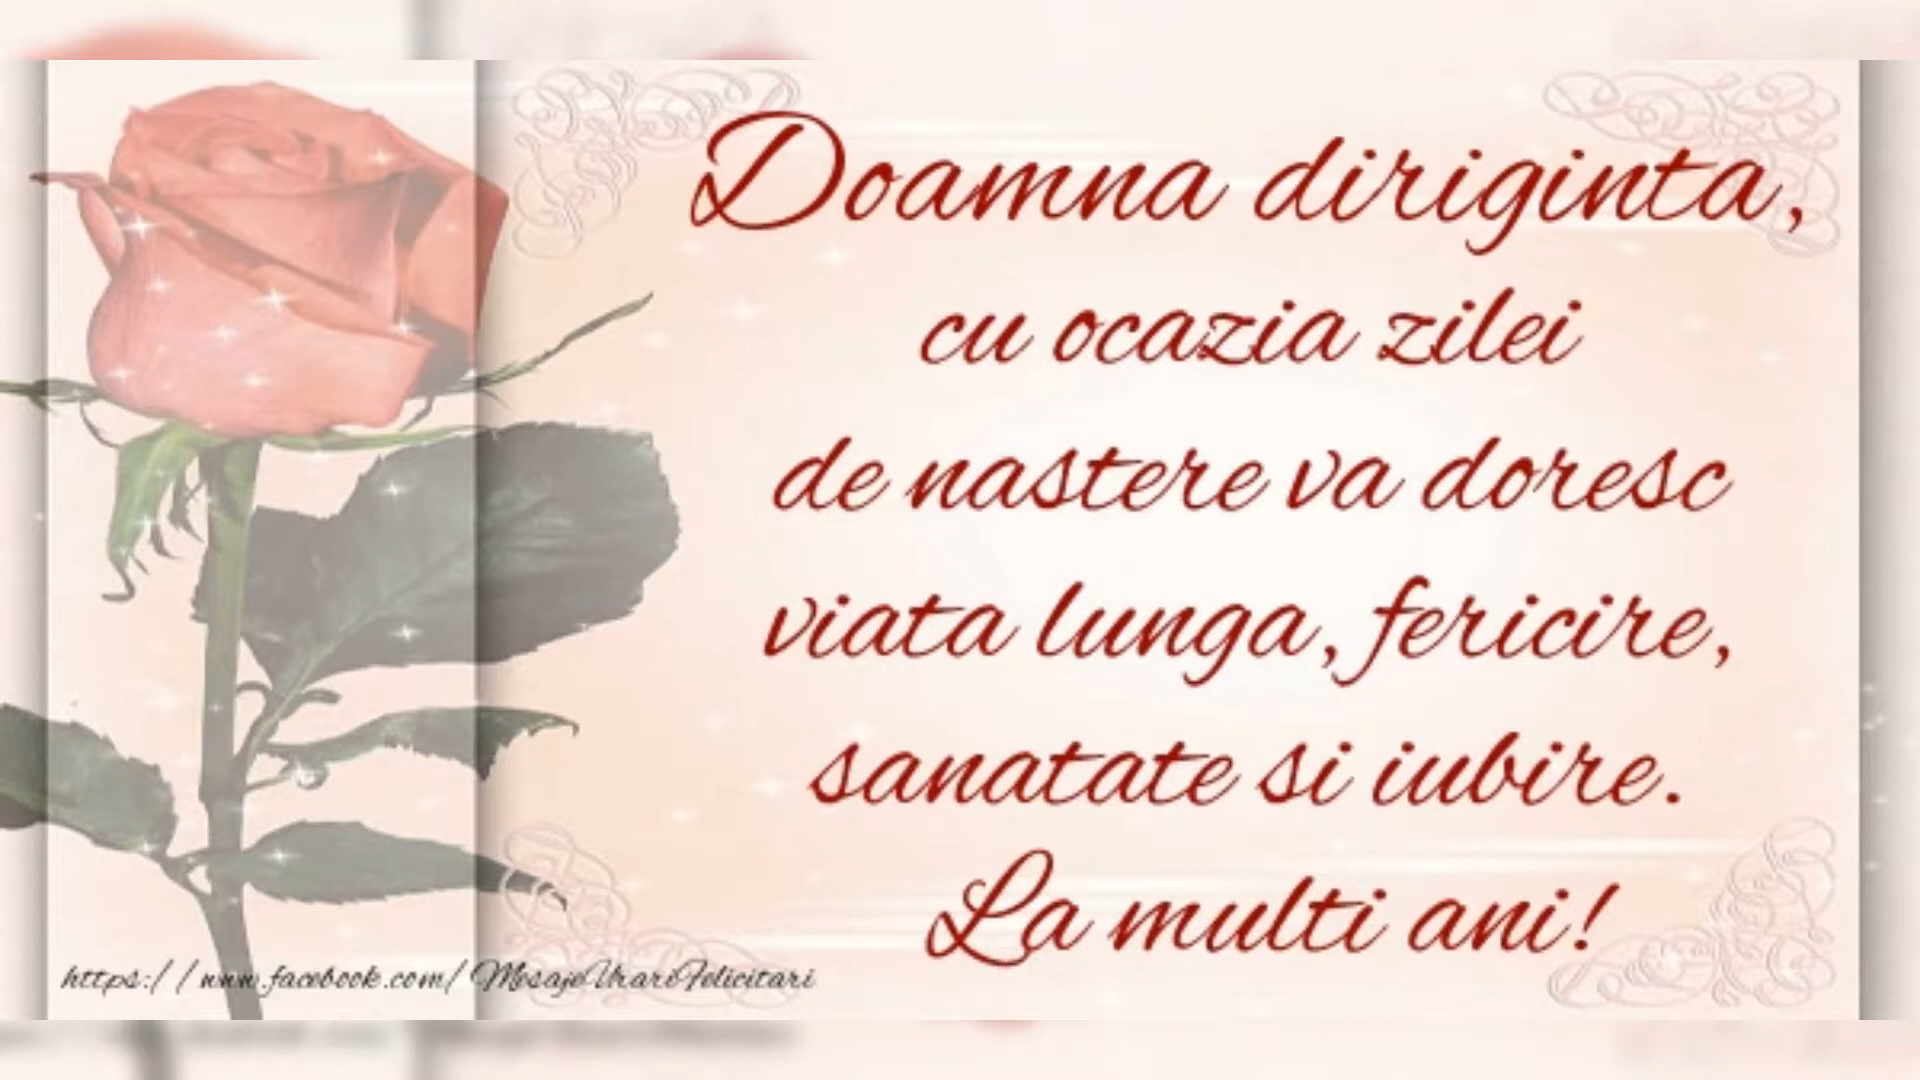 Doamna diriginta,
cu ocazia zilei
de nastere va doresc
viata lunga, fericire,
sanatate si iubire.
La multi ani!
https://www.facebook.com/MesajeUrariFelicitari